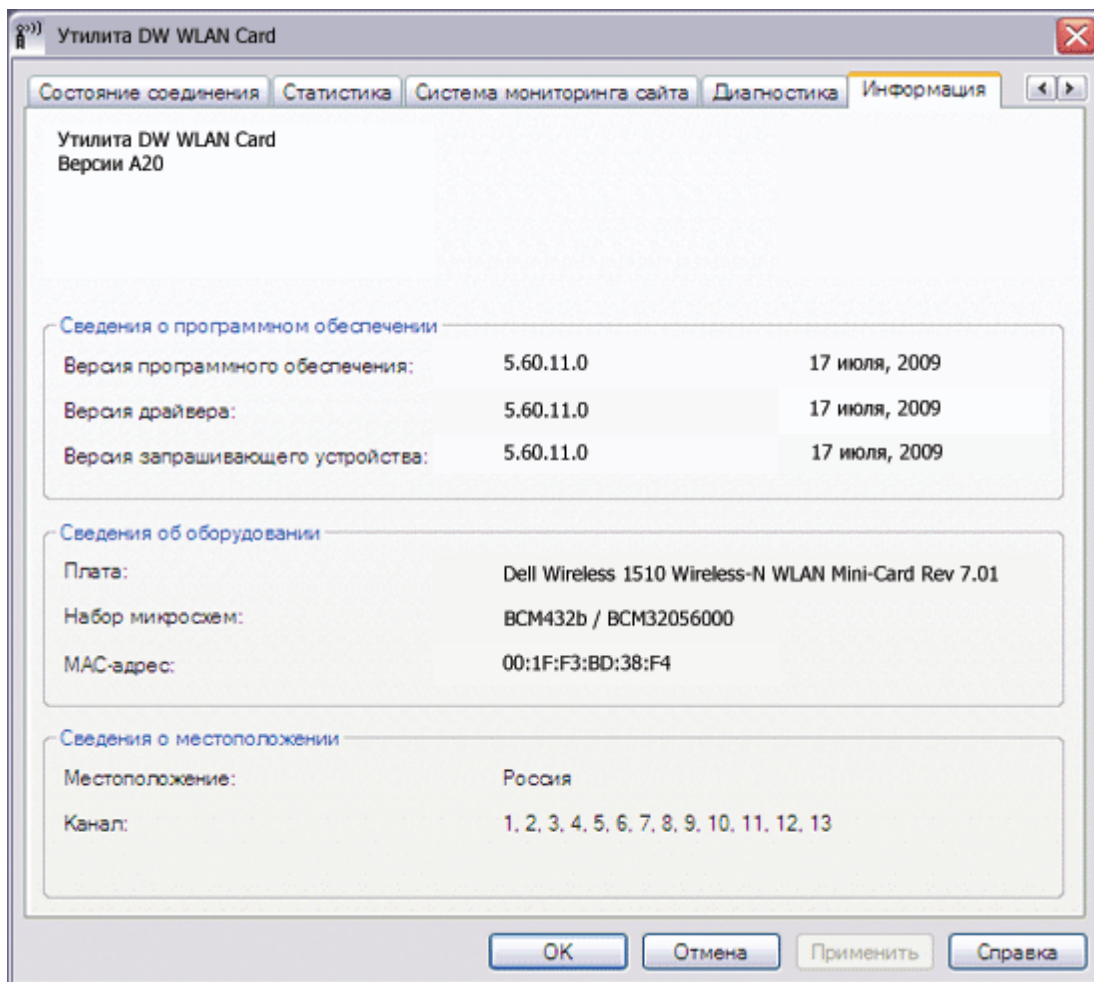 Утилита DW WLAN Card
Состояние соединения Статистика Система мониторинга сайта Диагностика Информация
Утилита DW WLAN Card
Версии A20
Сведения о программном обеспечении
Версия программного обеспечения: 5.60.11.0 17 июля, 2009
Версия драйвера: 5.60.11.0 17 июля, 2009
Версия запрашивающего устройства: 5.60.11.0 17 июля, 2009
Сведения об оборудовании
Плата: Dell Wireless 1510 Wireless-N WLAN Mini-Card Rev 7.01
Набор микросхем: BCM432b / BCM32056000
MAC-адрес: 00:1F:F3:BD:38:F4
Сведения о местоположении
Местоположение: Россия
Канал: 1, 2, 3, 4, 5, 6, 7, 8, 9, 10, 11, 12, 13
OK Отмена Применить Справка